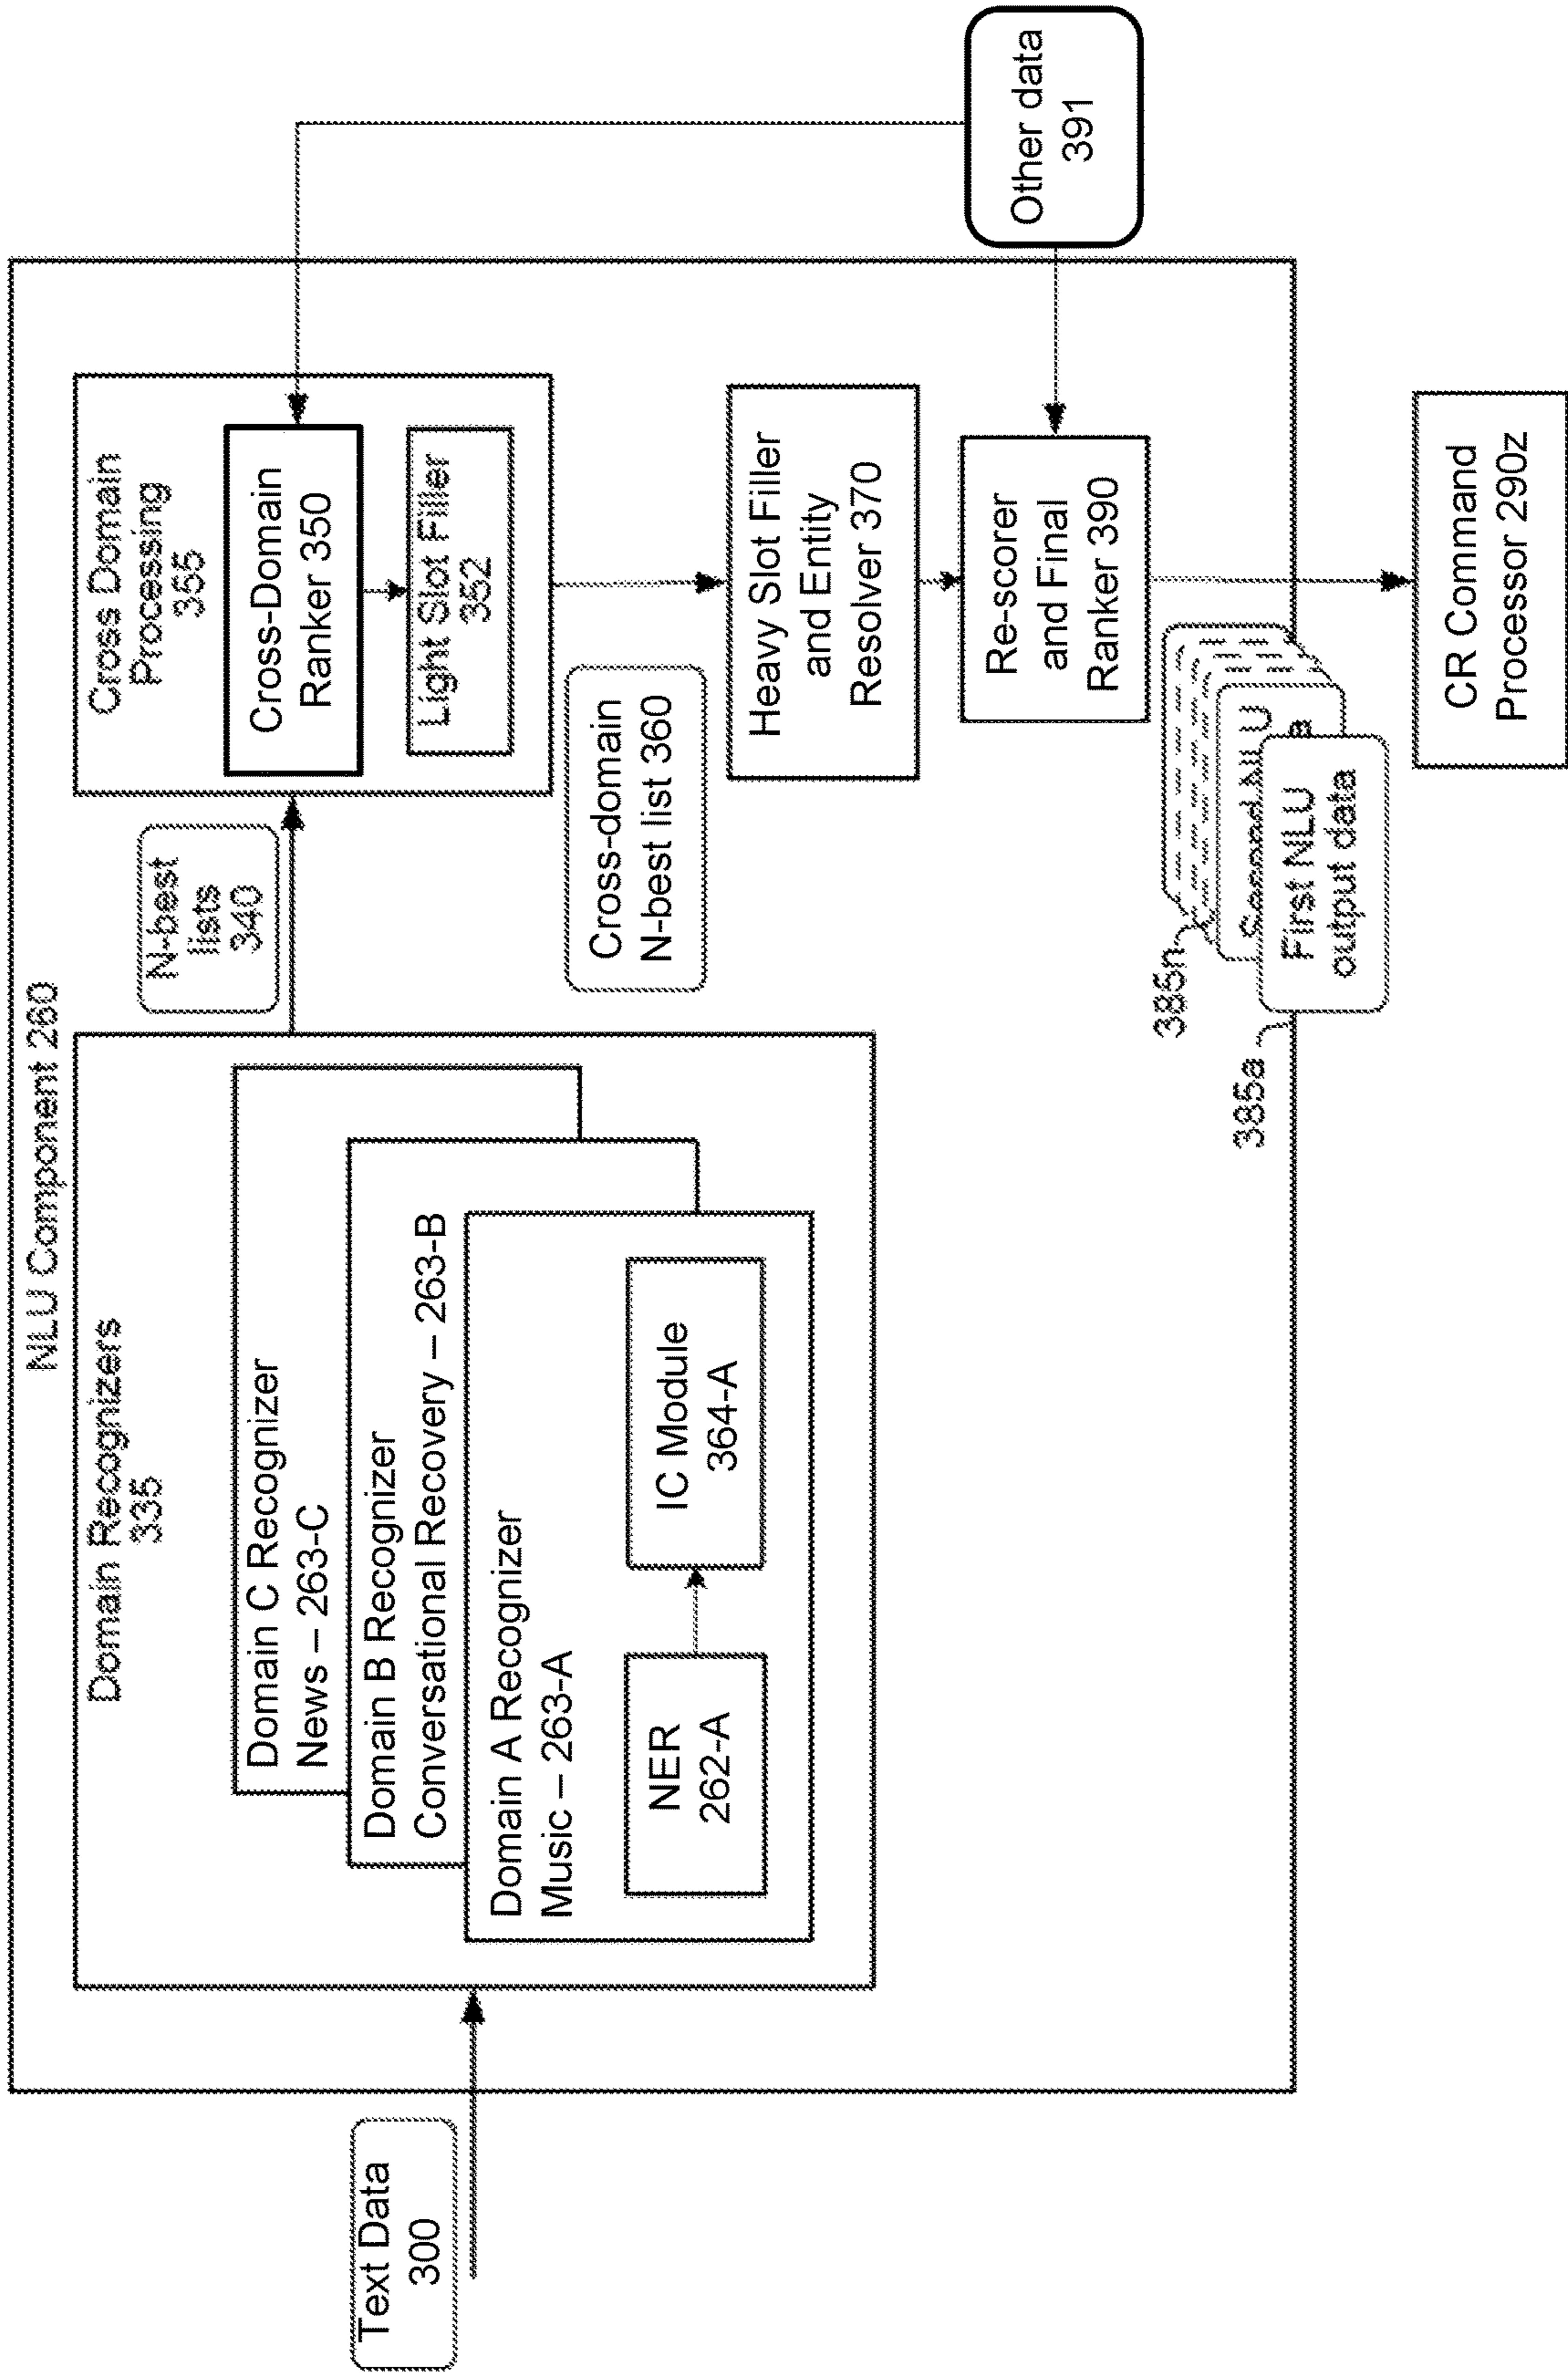 NLU Component 260
Text Data
300
Domain Recognizers
335
Domain C Recognizer
News – 263-C
Domain B Recognizer
Conversational Recovery – 263-B
Domain A Recognizer
Music – 263-A
NER
262-A
IC Module
364-A
N-best
lists
340
Cross Domain
Processing
355
Cross-Domain
Ranker 350
Light Slot Filler
352
Cross-domain
N-best list 360
Heavy Slot Filler
and Entity
Resolver 370
Re-scorer
and Final
Ranker 390
Other data
391
385n
385a
Second NLU
First NLU
output data
CR Command
Processor 290z